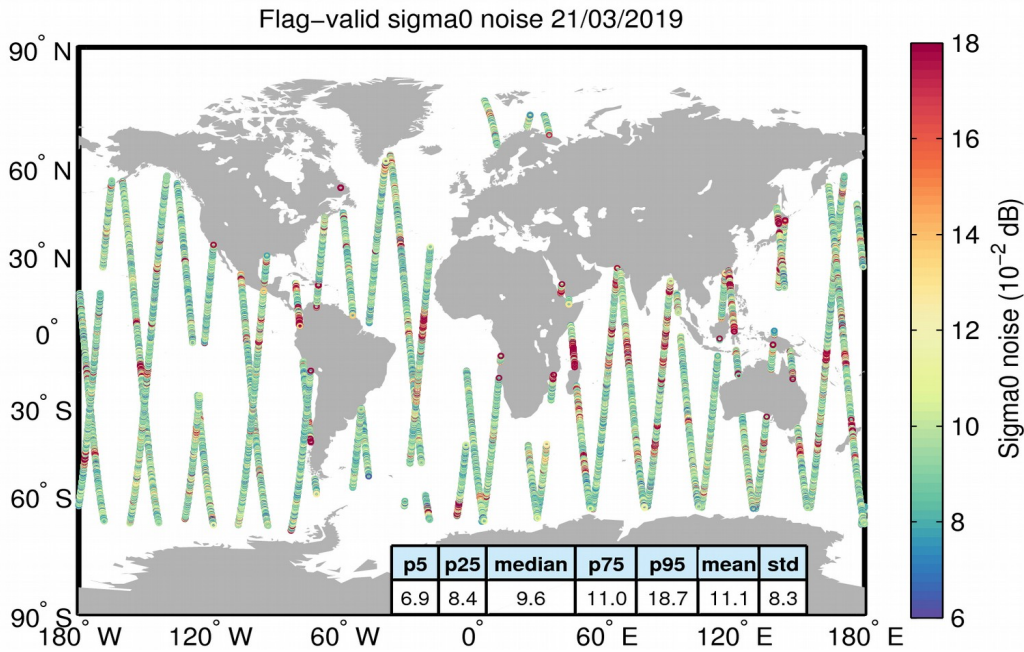 Flag−valid sigma0 noise 21/03/2019
90° N
60° N
30° N
0°
30° S
60° S
90° S
180° W 120° W 60° W 0° 60° E 120° E 180° E
p5 p25 median p75 p95 mean std
6.9 8.4 9.6 11.0 18.7 11.1 8.3
18
16
14
12
10
8
6
Sigma0 noise (10⁻² dB)